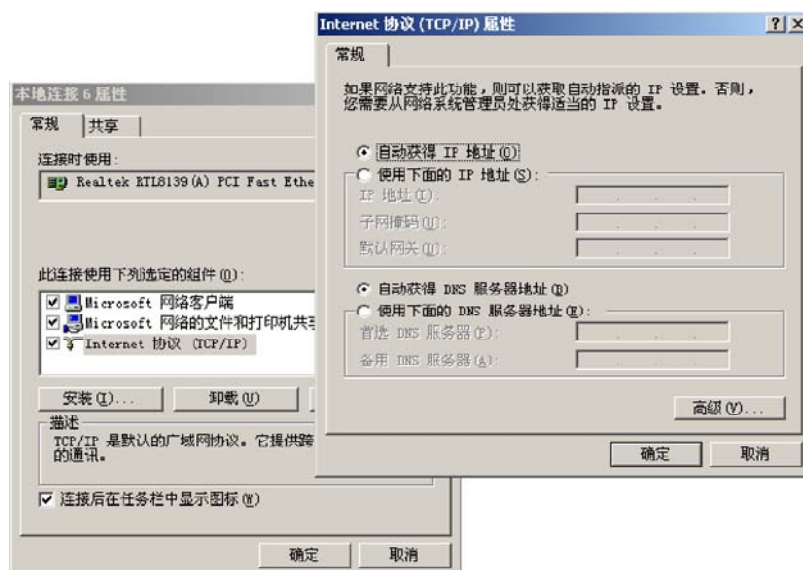 本地连接 6 属性
常规
共享
连接时使用:
Realtek RTL8139(A) PCI Fast Ethe
此连接使用下列选定的组件(O):
Microsoft 网络客户端
Microsoft 网络的文件和打印机共享
Internet 协议 (TCP/IP)
安装(I)...
卸载(U)
描述
TCP/IP 是默认的广域网协议。它提供跨
的通讯。
连接后在任务栏中显示图标(W)
确定
取消
Internet 协议 (TCP/IP) 属性
常规
如果网络支持此功能，则可以获取自动指派的 IP 设置。否则，
您需要从网络系统管理员处获得适当的 IP 设置。
自动获得 IP 地址(O)
使用下面的 IP 地址(S):
IP 地址(I):
子网掩码(U):
默认网关(D):
自动获得 DNS 服务器地址(B)
使用下面的 DNS 服务器地址(E):
首选 DNS 服务器(P):
备用 DNS 服务器(A):
高级(V)...
确定
取消